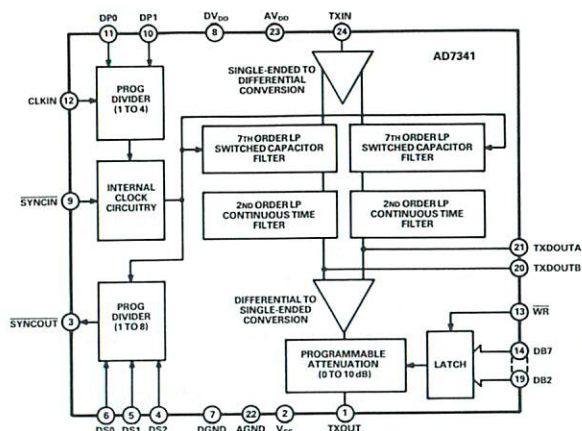 DP0 DP1 DVDD AVDD TXIN
11 10 8 23 24
AD7341
SINGLE-ENDED TO
DIFFERENTIAL
CONVERSION
CLKIN 12
PROG
DIVIDER
(1 TO 4)
7TH ORDER LP
SWITCHED CAPACITOR
FILTER
7TH ORDER LP
SWITCHED CAPACITOR
FILTER
SYNCIN 9
INTERNAL
CLOCK
CIRCUITRY
2ND ORDER LP
CONTINUOUS TIME
FILTER
2ND ORDER LP
CONTINUOUS TIME
FILTER
21 TXDOUTA
20 TXDOUTB
DIFFERENTIAL TO
SINGLE-ENDED
CONVERSION
SYNCOUT 3
PROG
DIVIDER
(1 TO 8)
13 WR
PROGRAMMABLE
ATTENUATION
(0 TO 10 dB)
LATCH
14 DB7
19 DB2
6 5 4 7 22 2 1
DS0 DS1 DS2 DGND AGND VSS TXOUT